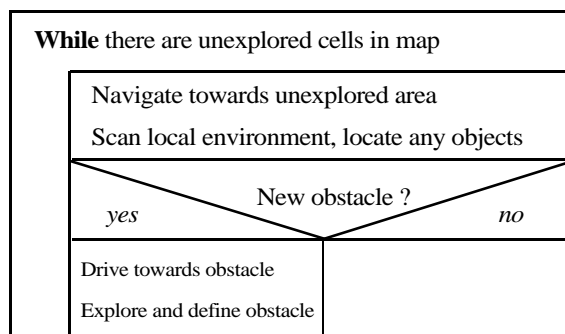 While there are unexplored cells in map
Navigate towards unexplored area
Scan local environment, locate any objects
New obstacle ?
yes
no
Drive towards obstacle
Explore and define obstacle